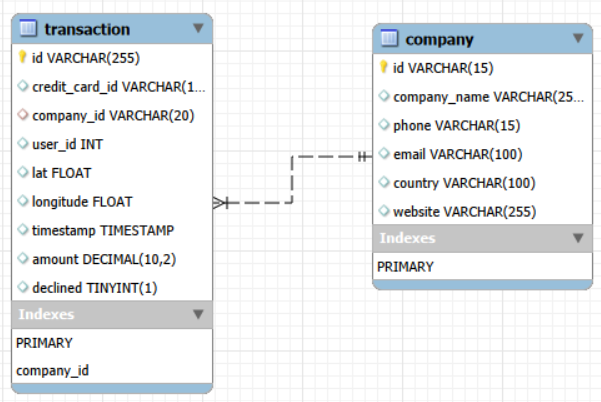 transaction
id VARCHAR(255)
credit_card_id VARCHAR(1...
company_id VARCHAR(20)
user_id INT
lat FLOAT
longitude FLOAT
timestamp TIMESTAMP
amount DECIMAL(10,2)
declined TINYINT(1)
Indexes
PRIMARY
company_id
company
id VARCHAR(15)
company_name VARCHAR(25...
phone VARCHAR(15)
email VARCHAR(100)
country VARCHAR(100)
website VARCHAR(255)
Indexes
PRIMARY